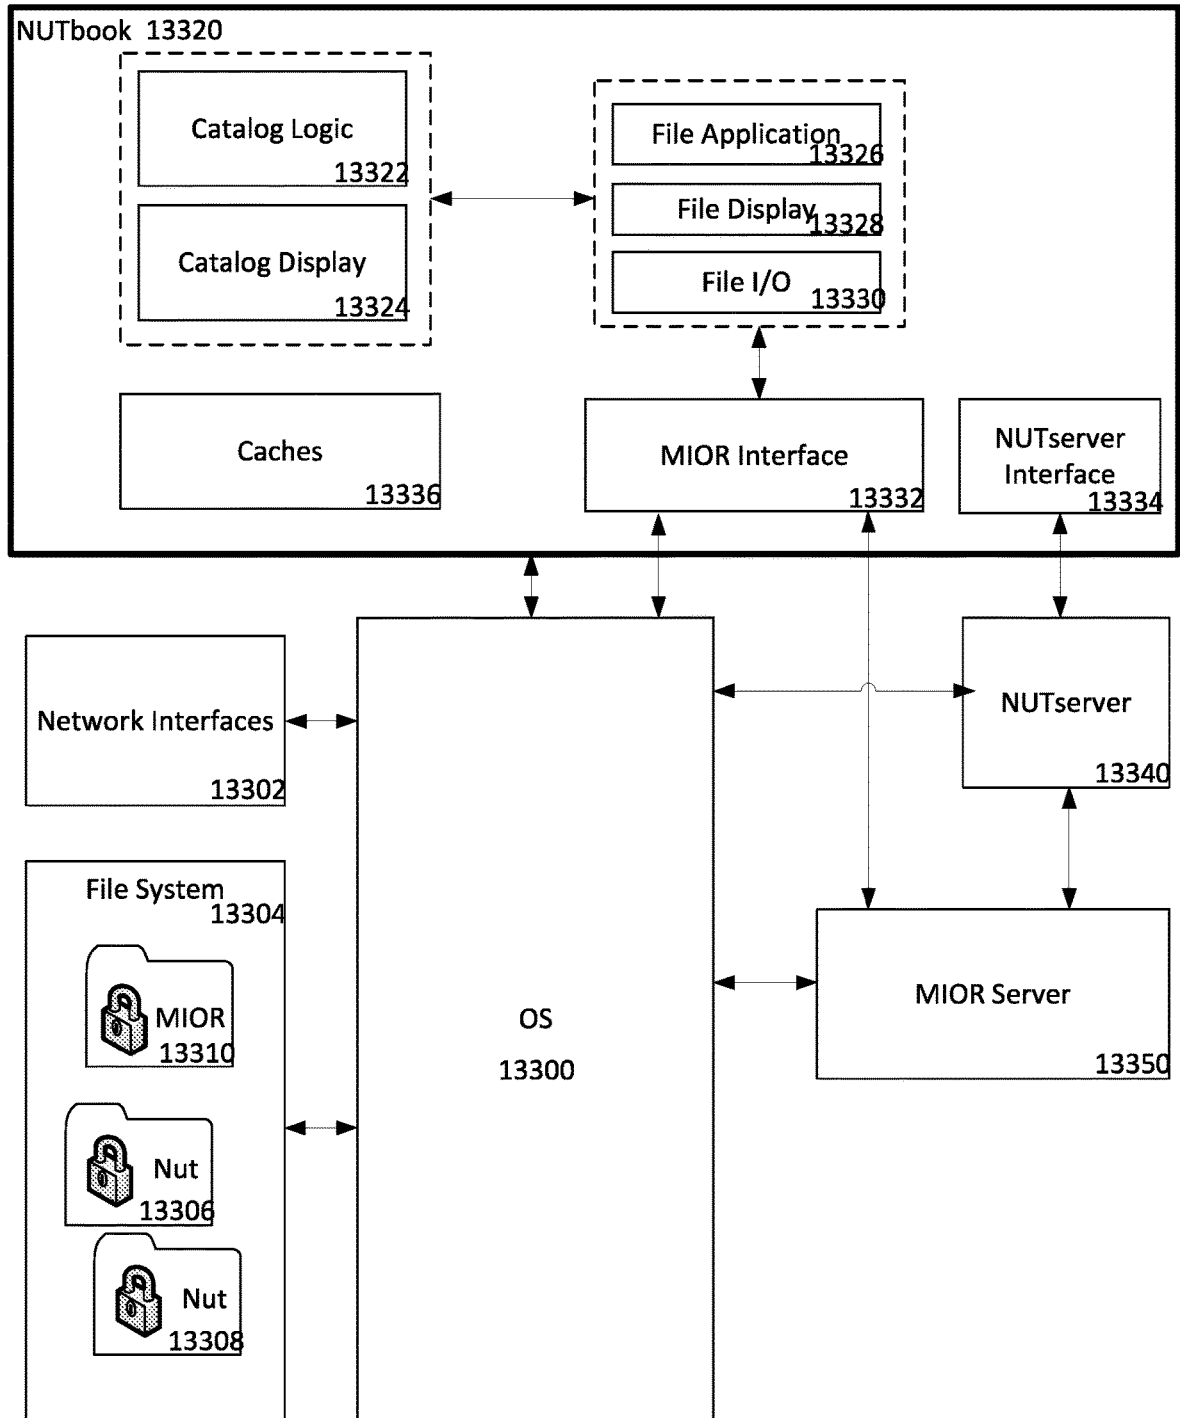 NUTbook 13320
Catalog Logic
13322
Catalog Display
13324
File Application
13326
File Display
13328
File I/O
13330
Caches
13336
MIOR Interface
13332
NUTserver
Interface
13334
Network Interfaces
13302
OS
13300
NUTserver
13340
File System
13304
MIOR
13310
Nut
13306
Nut
13308
MIOR Server
13350